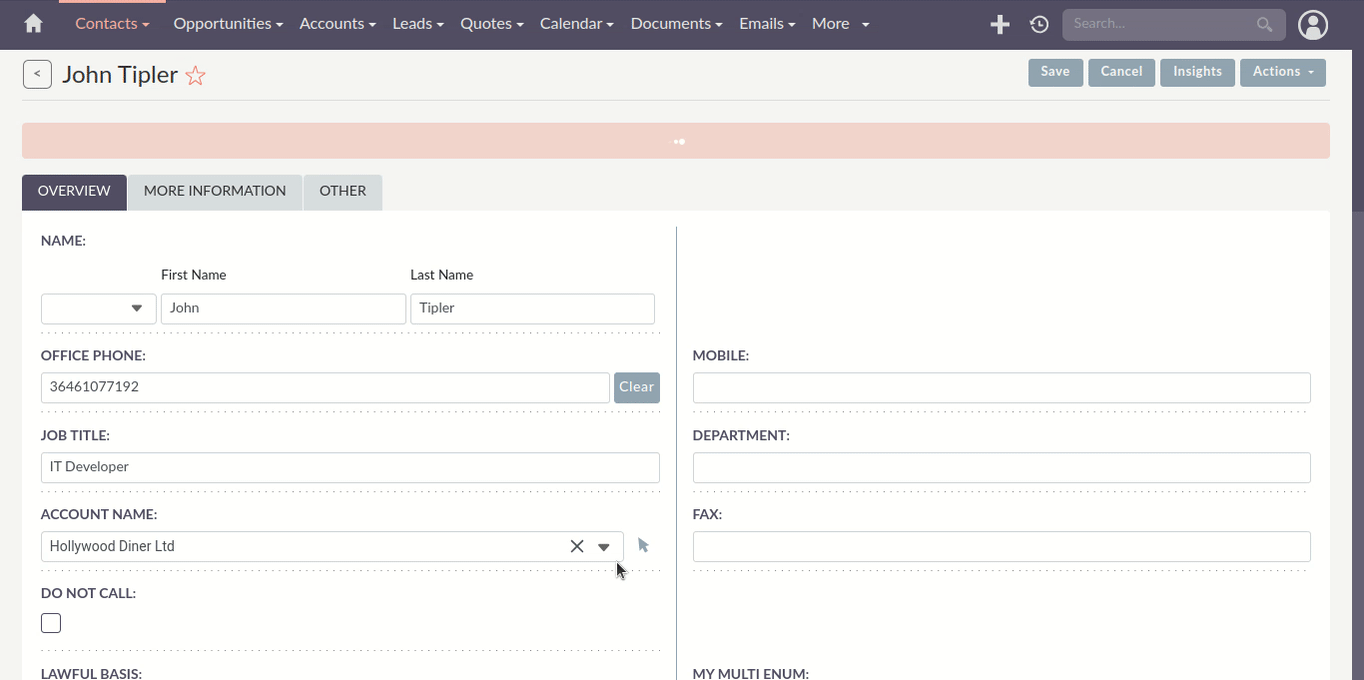 Contacts Opportunities Accounts Leads Quotes Calendar Documents Emails More Search...
< John Tipler Save Cancel Insights Actions
OVERVIEW MORE INFORMATION OTHER
NAME:
First Name Last Name
John Tipler
OFFICE PHONE: MOBILE:
36461077192 Clear
JOB TITLE: DEPARTMENT:
IT Developer
ACCOUNT NAME: FAX:
Hollywood Diner Ltd
DO NOT CALL:
LAWFUL BASIS: MY MULTI ENUM: